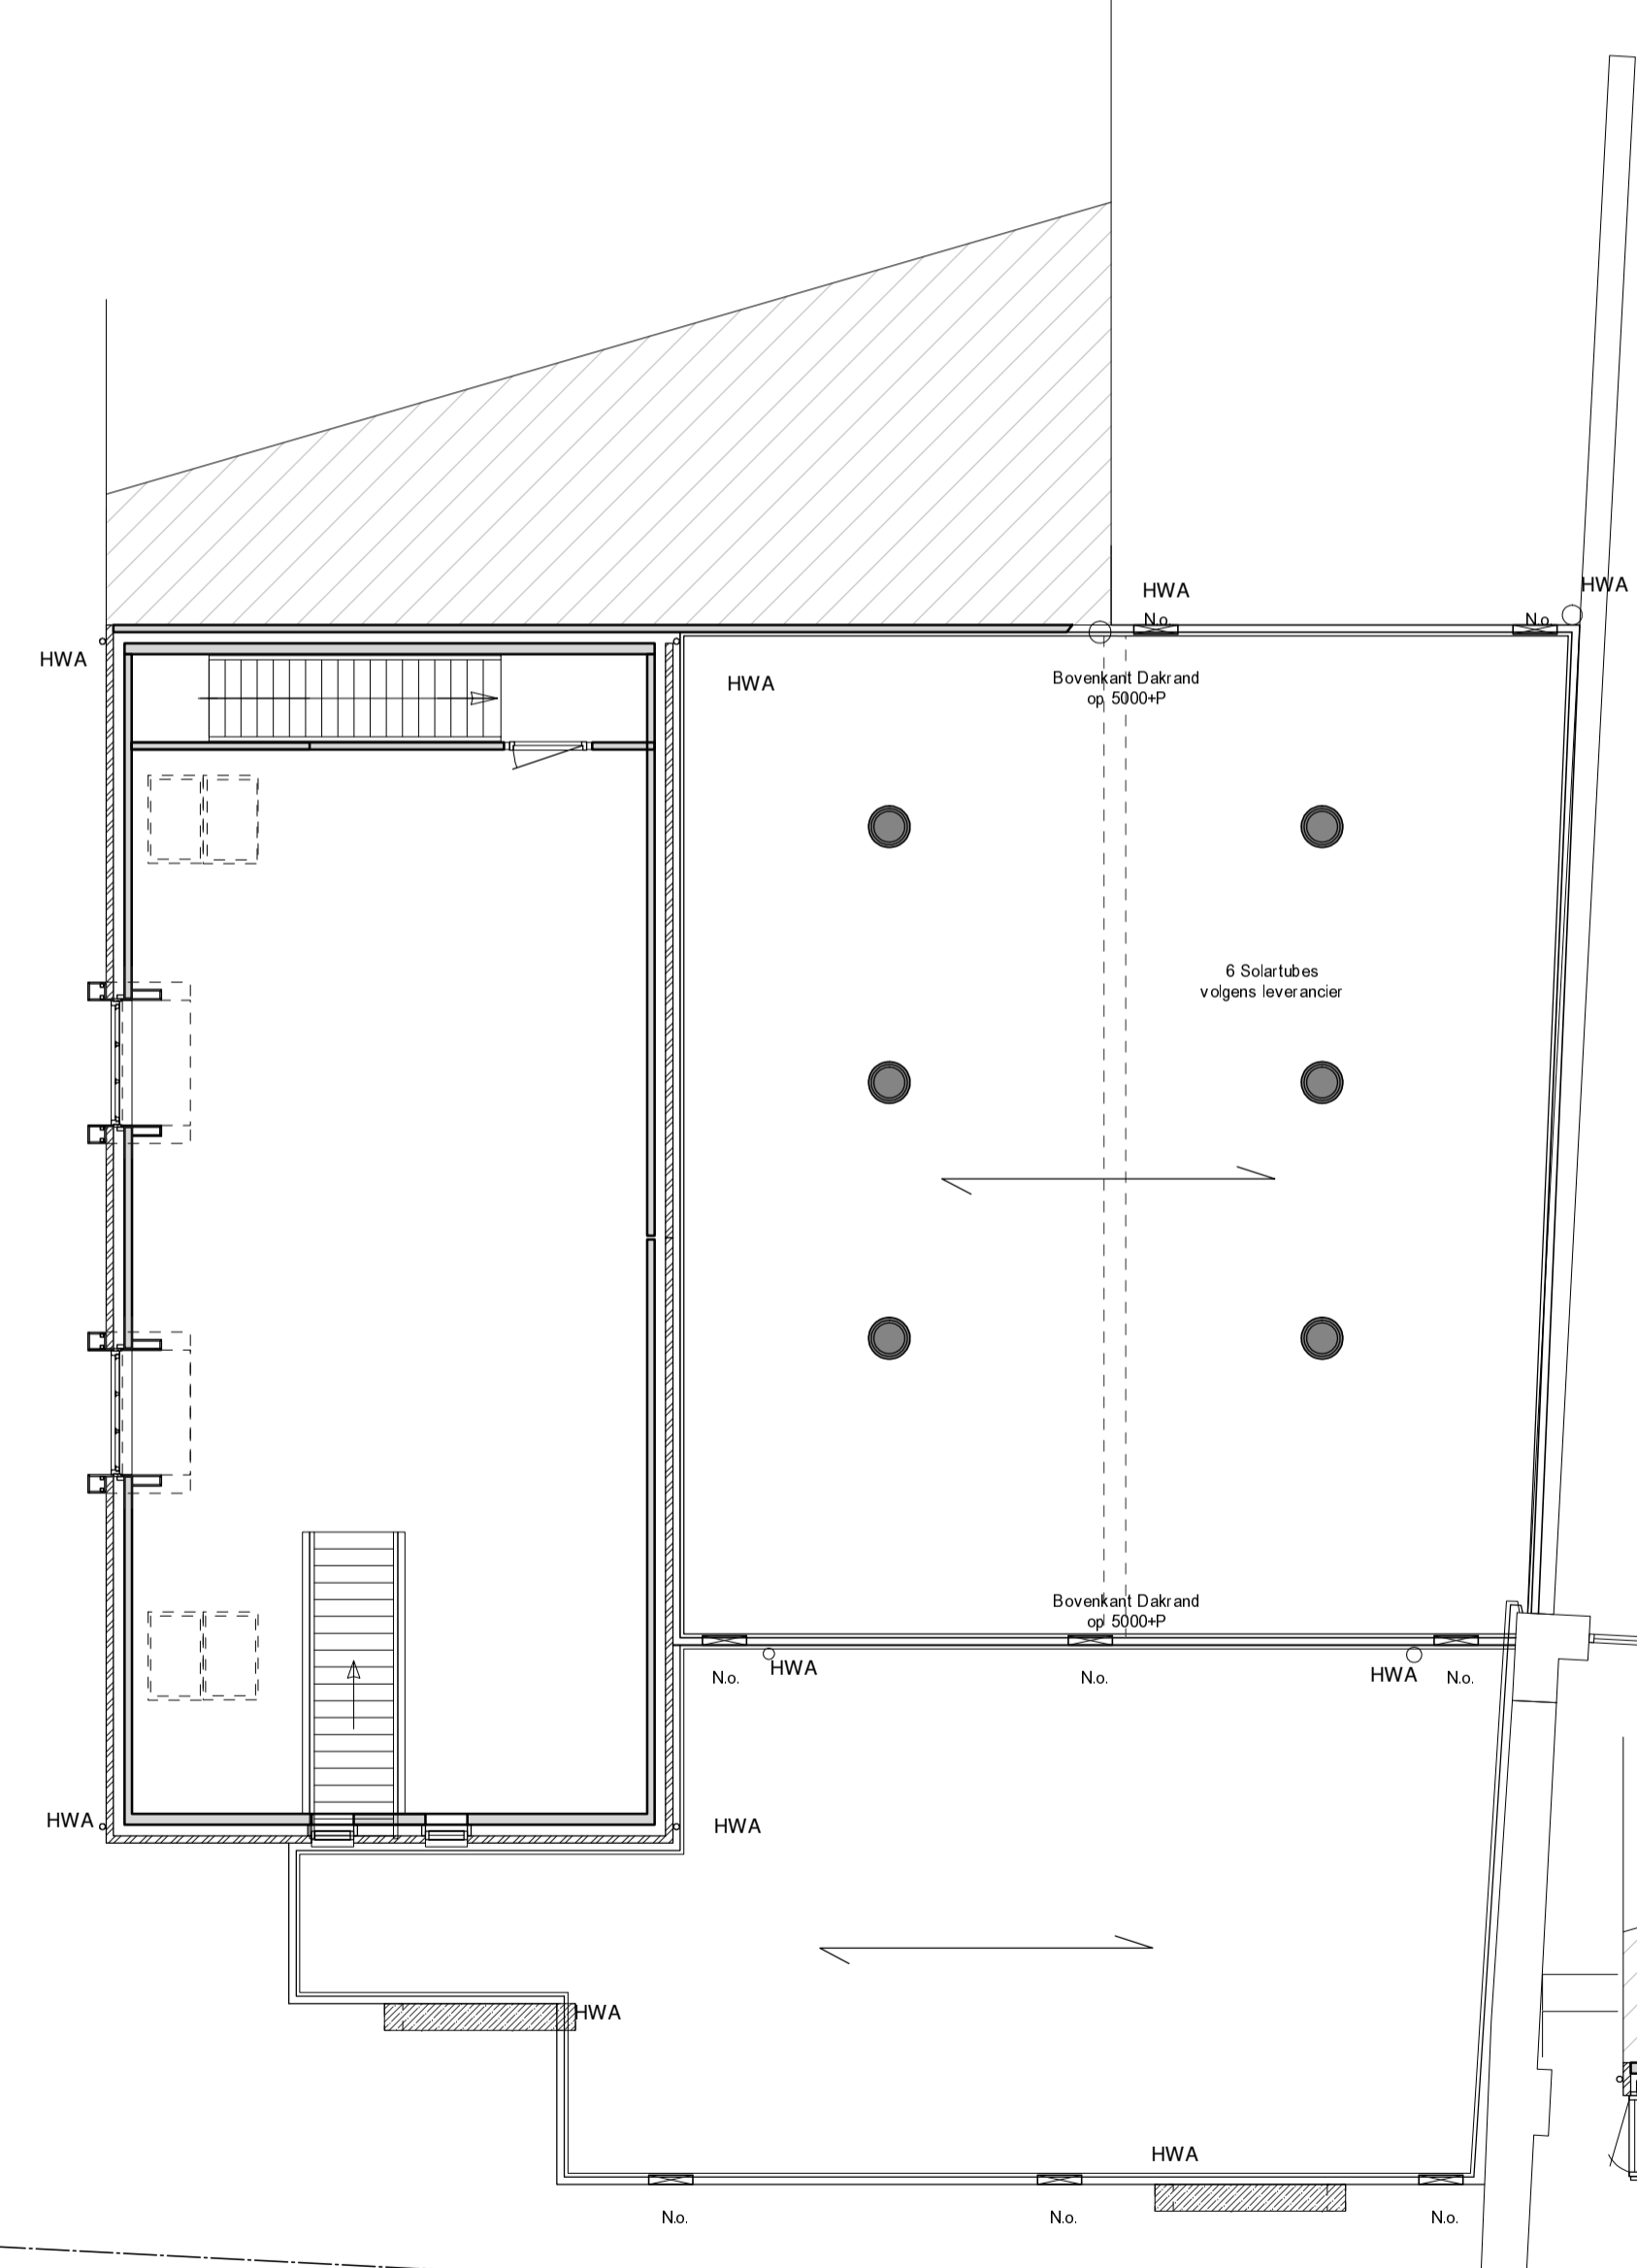 HWA
HWA
N.o
N.o
HWA
HWA
Bovenkant Dakrand
op 5000+P
6 Solartubes
volgens leverancier
Bovenkant Dakrand
op 5000+P
N.o.
HWA
N.o.
HWA
N.o.
HWA
HWA
HWA
HWA
N.o.
N.o.
N.o.